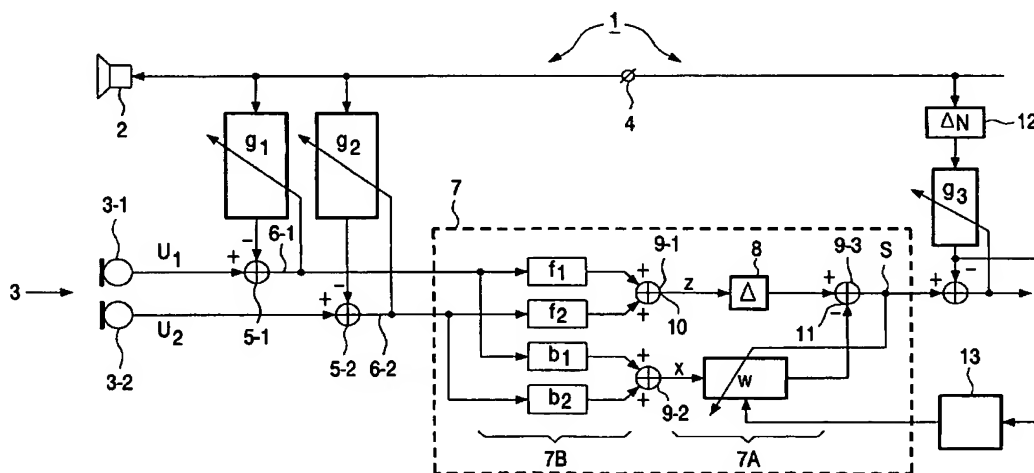 1
2
4
g1
g2
ΔN
12
g3
7
3-1
3
U1
6-1
5-1
f1
9-1
8
9-3
S
z
Δ
10
f2
U2
3-2
5-2
6-2
b1
x
w
11
13
b2
9-2
7B
7A
+
−
+
−
+
+
+
+
+
−
+
−